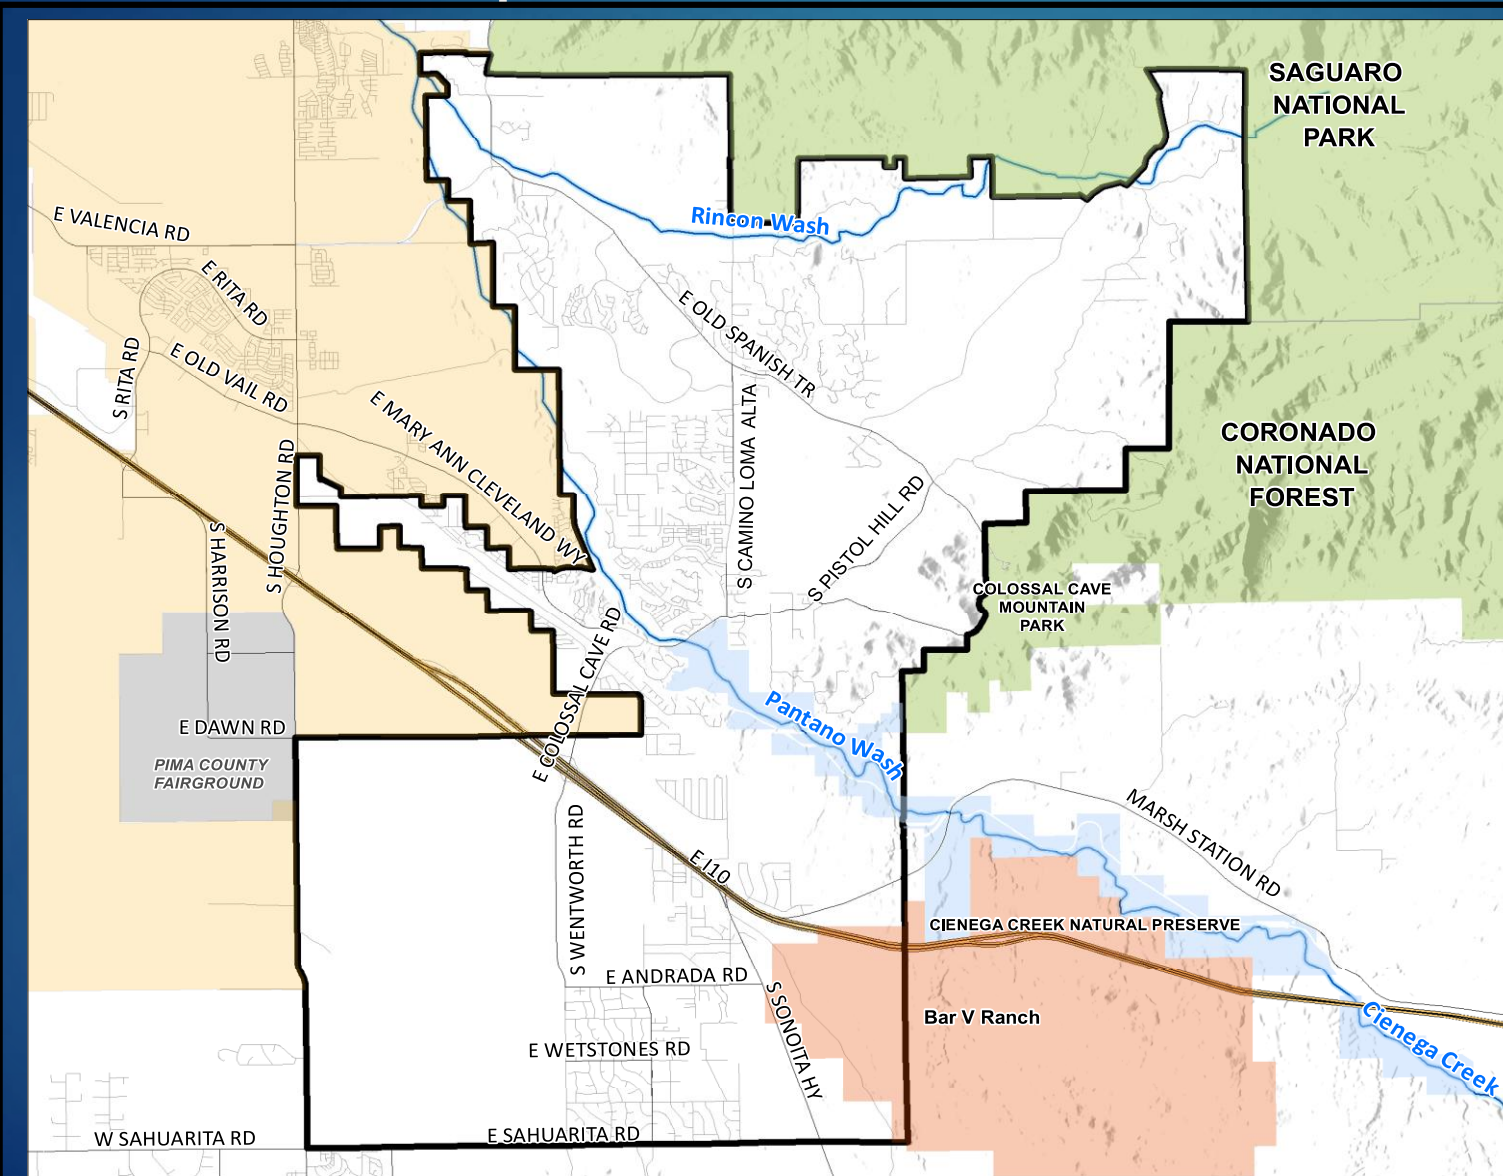 SAGUARO
NATIONAL
PARK
E VALENCIA RD
Rincon Wash
E RITA RD
E OLD SPANISH TR
S RITA RD
E OLD VAIL RD
E MARY ANN CLEVELAND WY
S CAMINO LOMA ALTA
CORONADO
NATIONAL
FOREST
S HOUGHTON RD
S PISTOL HILL RD
S HARRISON RD
COLOSSAL CAVE
MOUNTAIN
PARK
E COLOSSAL CAVE RD
Pantano Wash
E DAWN RD
PIMA COUNTY
FAIRGROUND
MARSH STATION RD
S WENTWORTH RD
E I10
CIENEGA CREEK NATURAL PRESERVE
E ANDRADA RD
S SONOITA HY
Bar V Ranch
Cienega Creek
E WETSTONES RD
W SAHUARITA RD
E SAHUARITA RD